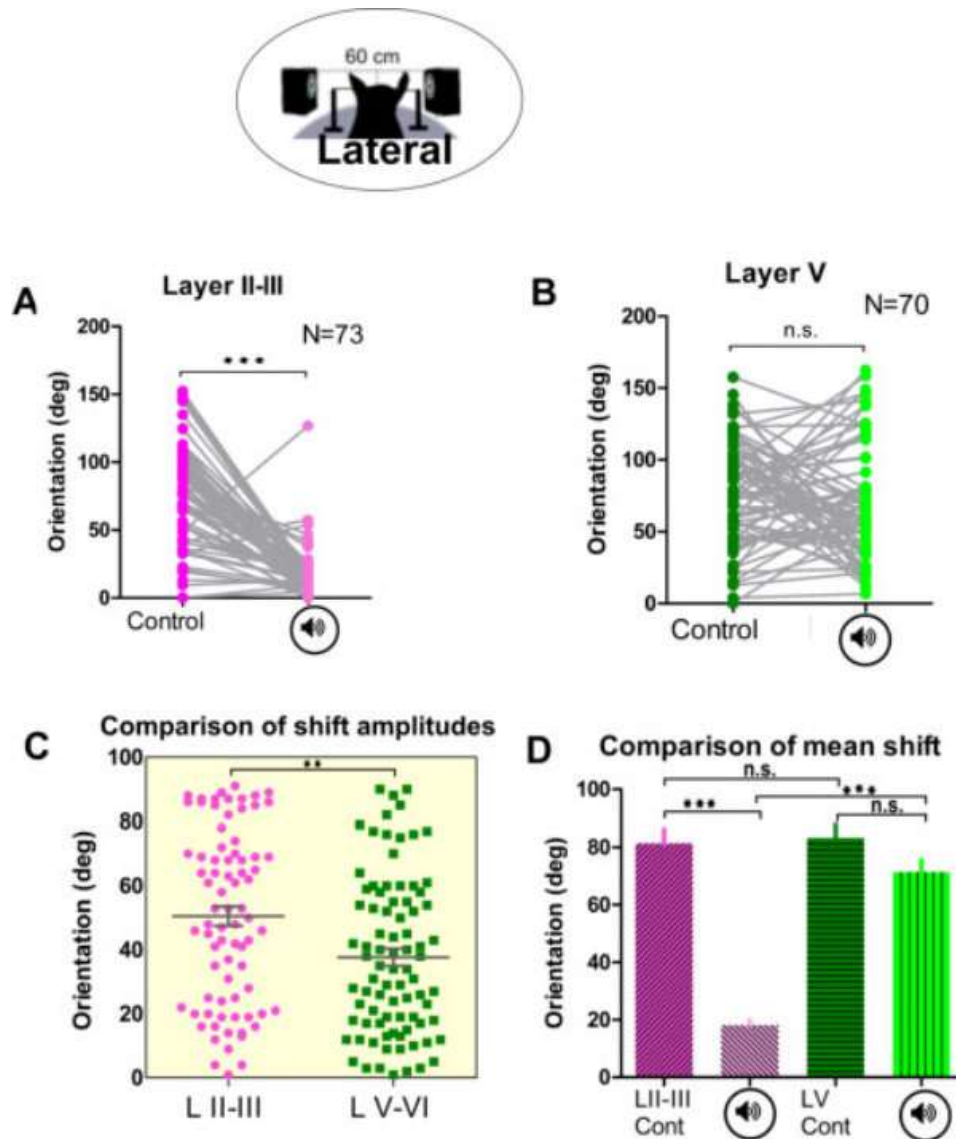 60 cm
Lateral
A
Layer II-III
N=73
***
Orientation (deg)
200
150
100
50
0
Control
B
Layer V
N=70
n.s.
Orientation (deg)
200
150
100
50
0
Control
C
Comparison of shift amplitudes
**
Orientation (deg)
100
80
60
40
20
0
L II-III
L V-VI
D
Comparison of mean shift
n.s.
***
***
n.s.
Orientation (deg)
100
80
60
40
20
0
LII-III
Cont
LV
Cont